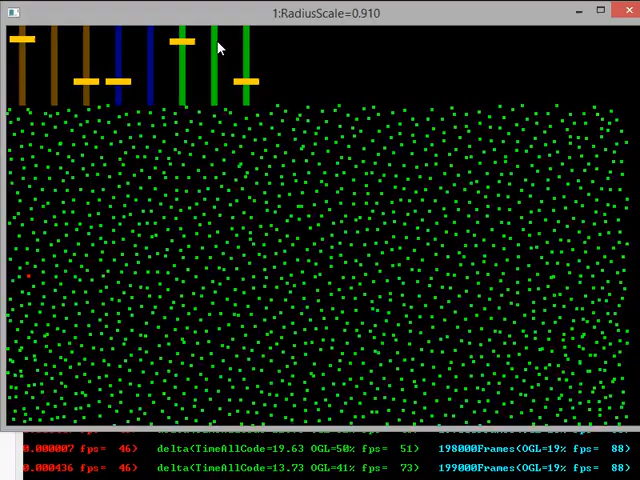 1:RadiusScale=0.910
0.000007 fps= 46) delta(TimeAllCode=19.63 OGL=50% fps= 51) 198000Frames(OGL=19% fps= 88)
0.000436 fps= 46) delta(TimeAllCode=13.73 OGL=41% fps= 73) 199000Frames(OGL=19% fps= 88)